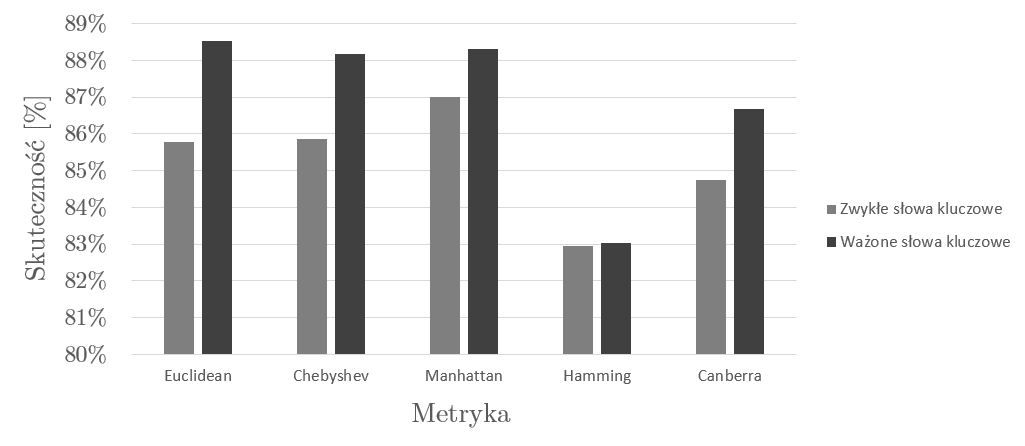 89%
88%
87%
86%
85%
84%
83%
82%
81%
80%
Skuteczność [%]
Euclidean Chebyshev Manhattan Hamming Canberra
Metryka
Zwykłe słowa kluczowe
Ważone słowa kluczowe